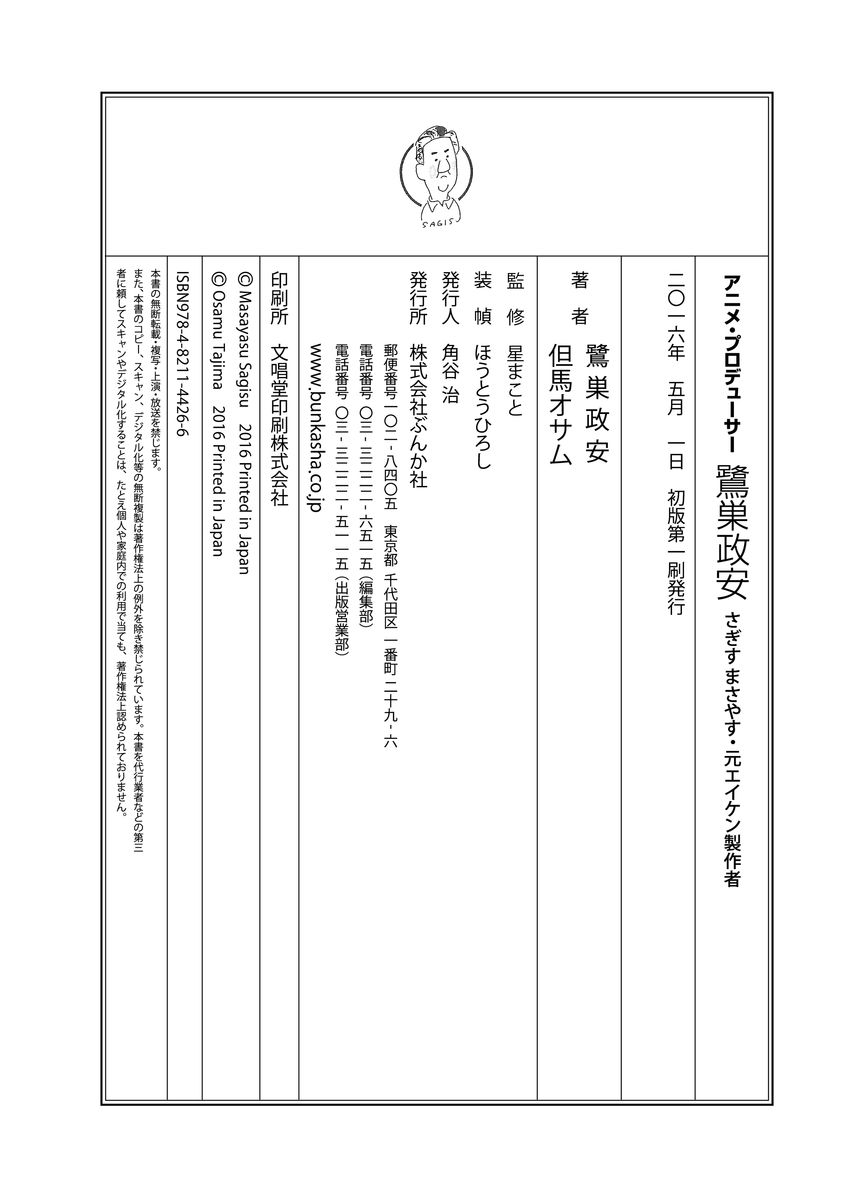 SAGIS
アニメ・プロデューサー 鷺巣政安 さぎす まさやす・元エイケン製作者
二〇一六年 五月 一日 初版第一刷発行
著 者
鷺巣政安
但馬オサム
監 修 星まこと
装 幀 ほうとうひろし
発行人 角谷 治
発行所 株式会社ぶんか社
郵便番号一〇二-八四〇五 東京都 千代田区 一番町 二十九-六
電話番号 〇三-三二二二-六五一五(編集部)
電話番号 〇三-三二二二-五一一五(出版営業部)
www.bunkasha.co.jp
印刷所 文唱堂印刷株式会社
© Masayasu Sagisu 2016 Printed in Japan
© Osamu Tajima 2016 Printed in Japan
ISBN978-4-8211-4426-6
本書の無断転載・複写・上演・放送を禁じます。
また、本書のコピー、スキャン、デジタル化等の無断複製は著作権法上の例外を除き禁じられています。本書を代行業者などの第三
者に頼してスキャンやデジタル化することは、たとえ個人や家庭内での利用で当ても、著作権法上認められておりません。